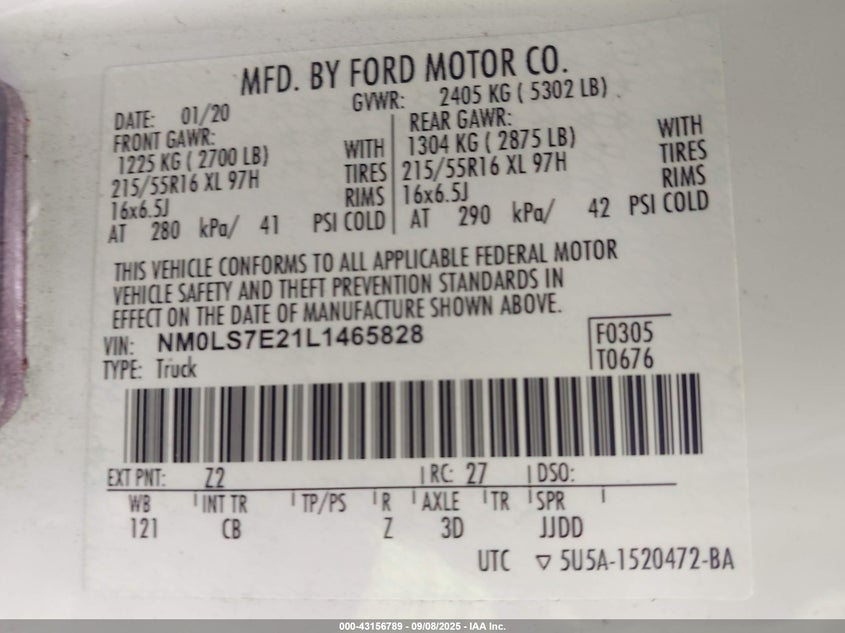 MFD. BY FORD MOTOR CO.
DATE: 01/20 GVWR: 2405 KG ( 5302 LB)
FRONT GAWR: REAR GAWR:
1225 KG ( 2700 LB) WITH 1304 KG ( 2875 LB) WITH
215/55R16 XL 97H TIRES 215/55R16 XL 97H TIRES
16x6.5J RIMS 16x6.5J RIMS
AT 280 kPa/ 41 PSI COLD AT 290 kPa/ 42 PSI COLD
THIS VEHICLE CONFORMS TO ALL APPLICABLE FEDERAL MOTOR
VEHICLE SAFETY AND THEFT PREVENTION STANDARDS IN
EFFECT ON THE DATE OF MANUFACTURE SHOWN ABOVE.
VIN: NM0LS7E21L1465828 F0305
TYPE: Truck T0676
EXT PNT: Z2 RC: 27 DSO:
WB INT TR TP/PS R AXLE TR SPR
121 CB Z 3D JJDD
UTC ▽ 5U5A-1520472-BA
000-43156789 - 09/08/2025 - IAA Inc.